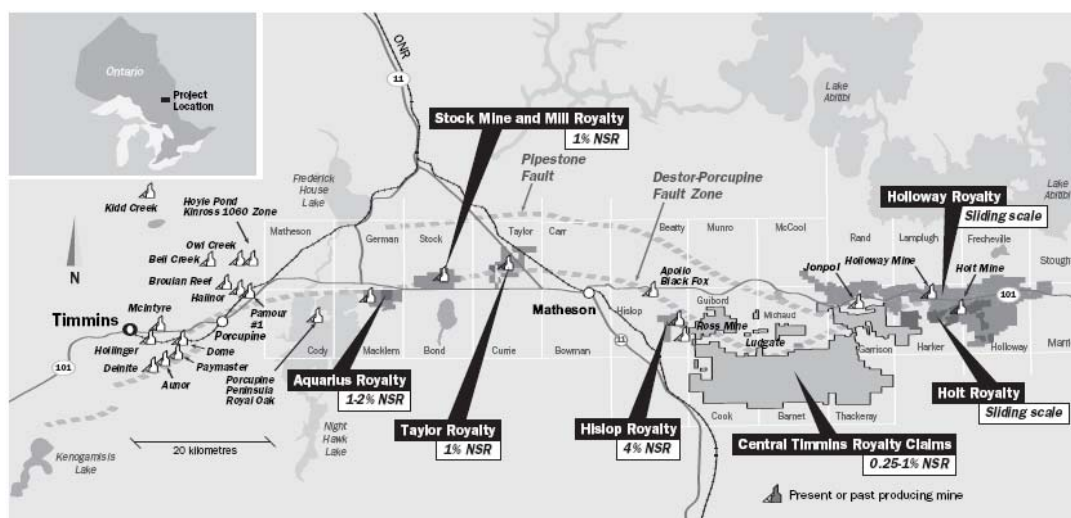 Ontario
Project
Location
ONR
11
Lake
Abitibi
Stock Mine and Mill Royalty
1% NSR
Pipestone
Fault
Destor-Porcupine
Fault Zone
Holloway Royalty
Sliding scale
Lake
Abitibi
Frederick
House
Lake
Kidd Creek
Hoyle Pond
Kinross 1060 Zone
Owl Creek
Bell Creek
Broulan Reef
Hallnor
Pamour
#1
N
Matheson
German
Stock
Taylor
Carr
Beatty
Munro
McCool
Rand
Lamplugh
Frecheville
Stough
Jonpol
Holloway Mine
Holt Mine
101
Apollo
Black Fox
McIntyre
Timmins
Porcupine
Hollinger
Dome
Delnite
Paymaster
Aunor
101
Porcupine
Peninsula
Royal Oak
Matheson
Hislop
Guibord
Michaud
Ross Mine
Ludgate
Garrison
Harker
Holloway
Marri
Cody
Macklem
Bond
Currie
Bowman
11
Aquarius Royalty
1-2% NSR
Taylor Royalty
1% NSR
Hislop Royalty
4% NSR
Cook
Barnet
Thackeray
Central Timmins Royalty Claims
0.25-1% NSR
Holt Royalty
Sliding scale
Night
Hawk
Lake
20 kilometres
Kenogamisis
Lake
Present or past producing mine